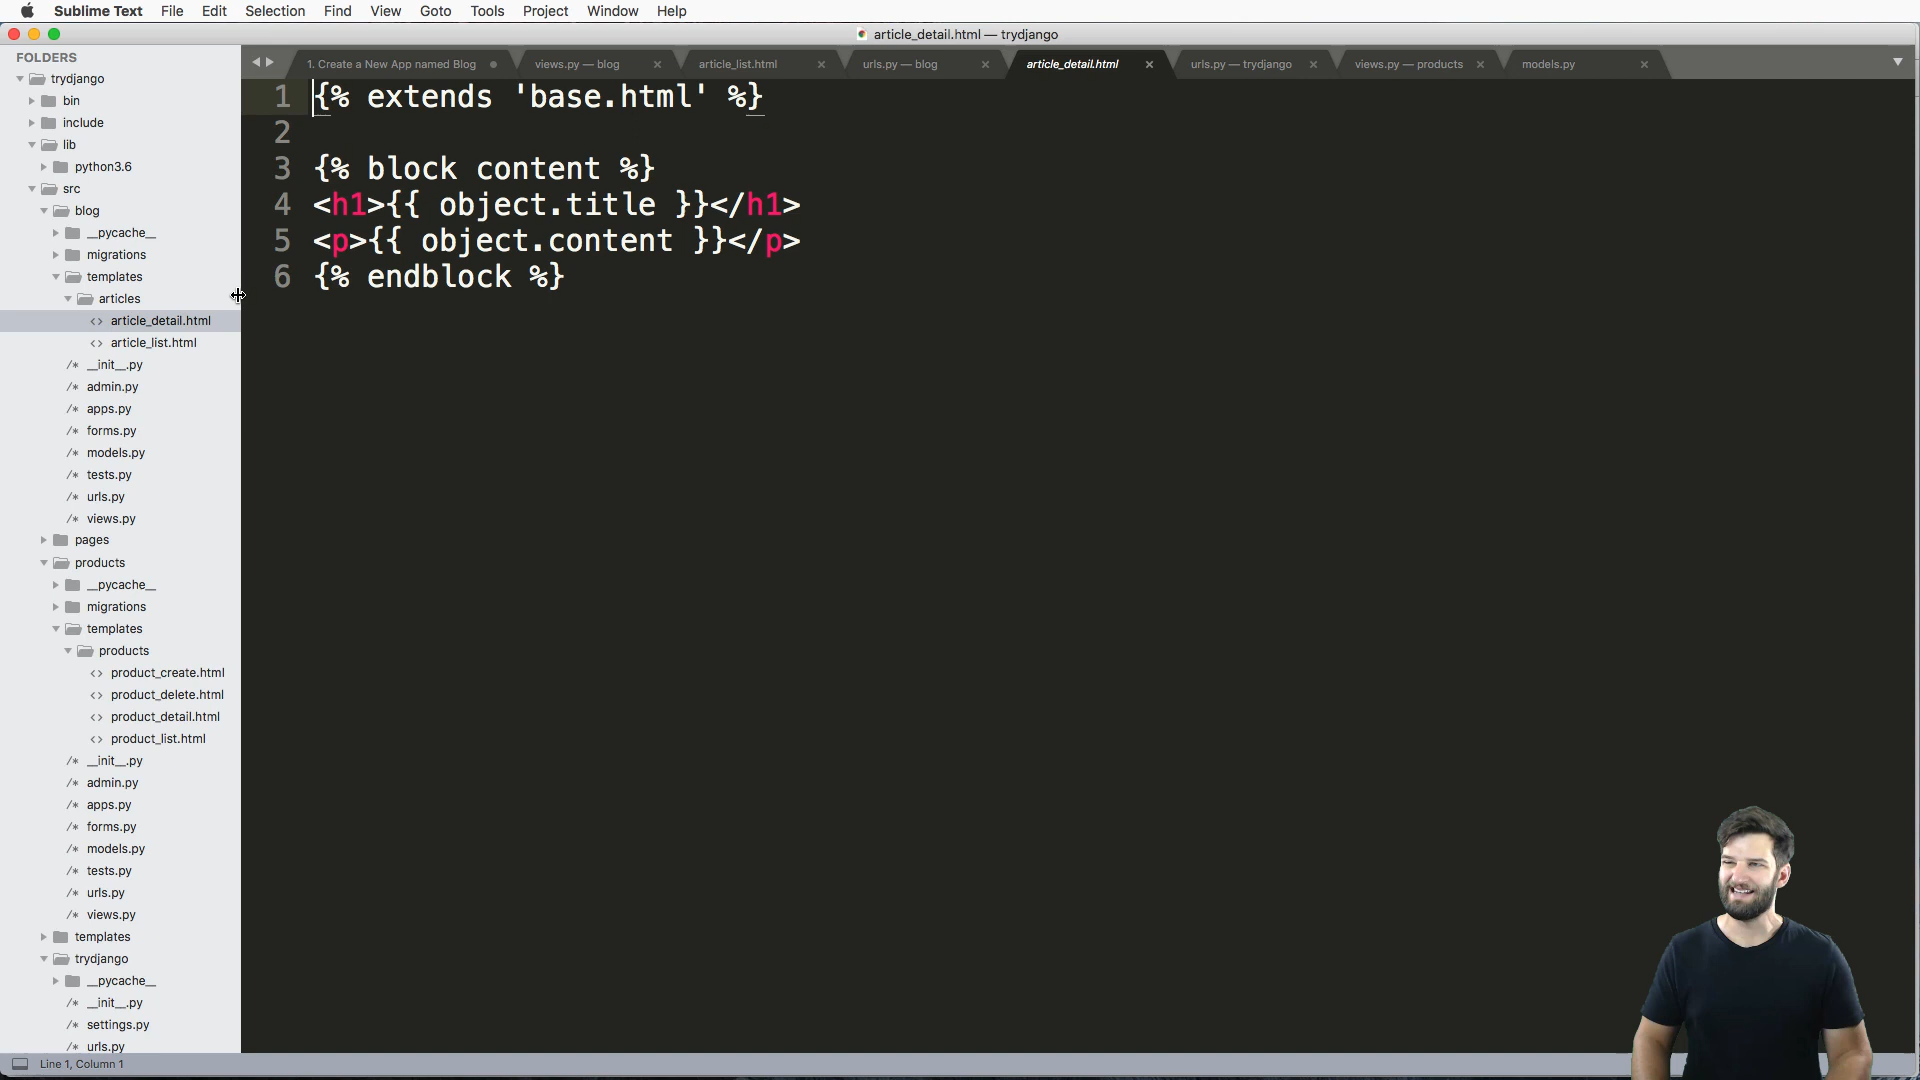 Sublime Text File Edit Selection Find View Goto Tools Project Window Help
article_detail.html — trydjango
FOLDERS
trydjango
bin
include
lib
python3.6
src
blog
__pycache__
migrations
templates
articles
<> article_detail.html
<> article_list.html
/* __init__.py
/* admin.py
/* apps.py
/* forms.py
/* models.py
/* tests.py
/* urls.py
/* views.py
pages
products
__pycache__
migrations
templates
products
<> product_create.html
<> product_delete.html
<> product_detail.html
<> product_list.html
/* __init__.py
/* admin.py
/* apps.py
/* forms.py
/* models.py
/* tests.py
/* urls.py
/* views.py
templates
trydjango
__pycache__
/* __init__.py
/* settings.py
/* urls.py
1. Create a New App named Blog views.py — blog article_list.html urls.py — blog article_detail.html urls.py — trydjango views.py — products models.py
1 {% extends 'base.html' %}
2
3 {% block content %}
4 <h1>{{ object.title }}</h1>
5 <p>{{ object.content }}</p>
6 {% endblock %}
Line 1, Column 1